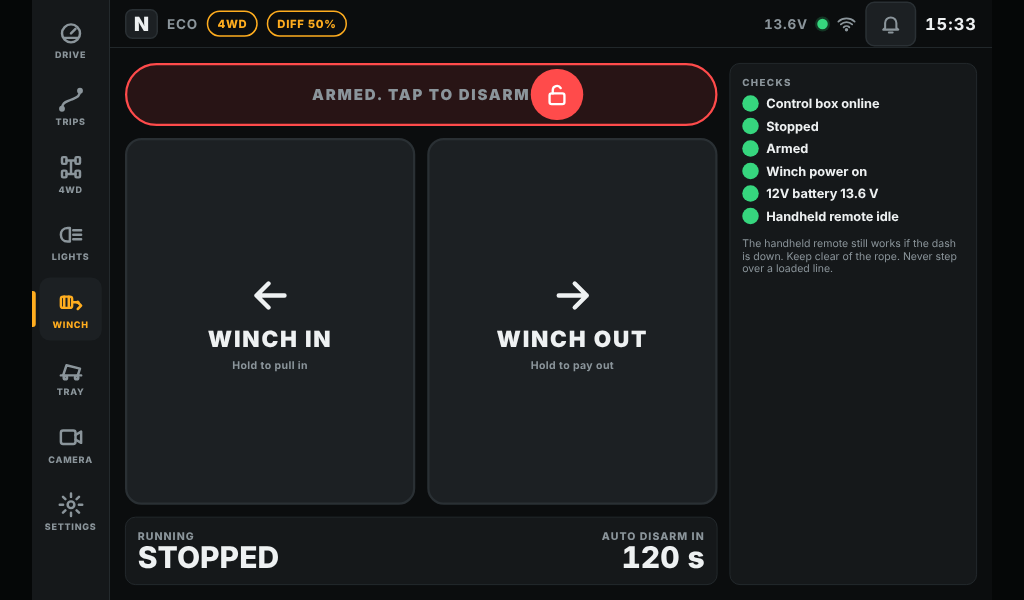 DRIVE
TRIPS
4WD
LIGHTS
WINCH
TRAY
CAMERA
SETTINGS
N ECO 4WD DIFF 50%
13.6V 15:33
ARMED. TAP TO DISARM
WINCH IN
Hold to pull in
WINCH OUT
Hold to pay out
RUNNING
STOPPED
AUTO DISARM IN
120 s
CHECKS
Control box online
Stopped
Armed
Winch power on
12V battery 13.6 V
Handheld remote idle
The handheld remote still works if the dash
is down. Keep clear of the rope. Never step
over a loaded line.